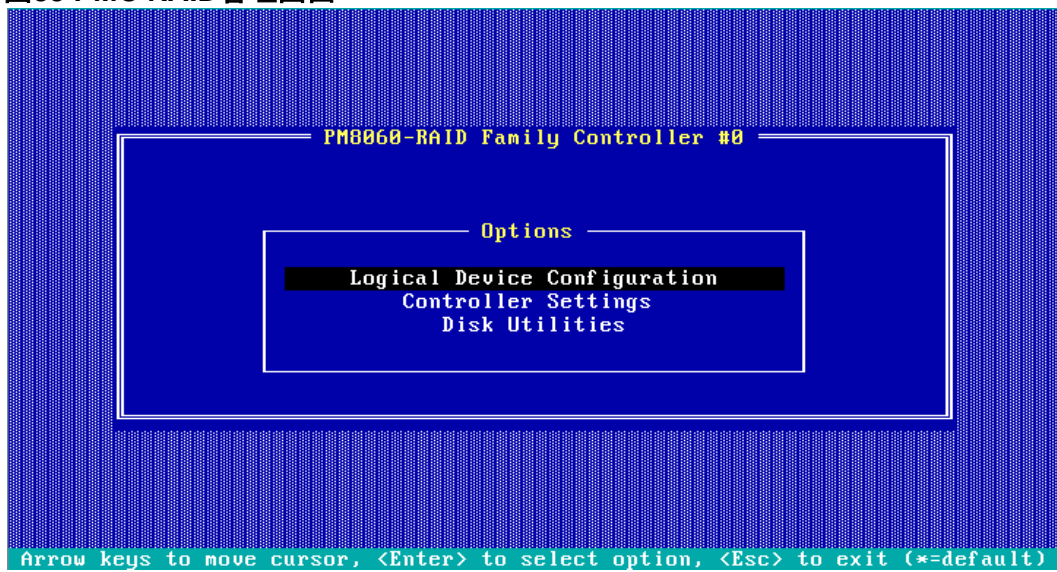 PM8060-RAID Family Controller #0
Options
Logical Device Configuration
Controller Settings
Disk Utilities
Arrow keys to move cursor, <Enter> to select option, <Esc> to exit (*=default)